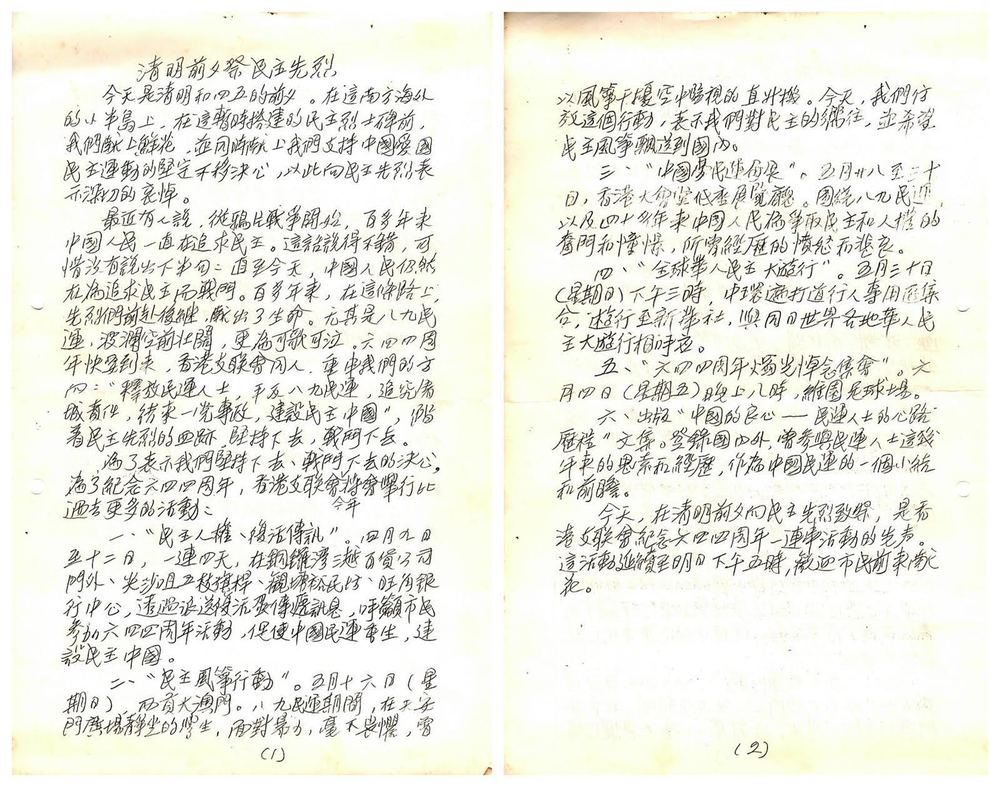 清明前夕祭民主先烈
今天是清明和四五的前夕。在這南方海外
的小半島上，在這暫時搭建的民主烈士碑前，
我們獻上鮮花，並同時獻上我們支持中國愛國
民主運動的堅定不移決心，以此向民主先烈表
示深切的哀悼。
最近有人說，從鴉片戰爭開始，百多年來
中國人民一直在追求民主。這話說得不錯，可
惜沒有說出下半句：直至今天，中國人民仍然
在為追求民主而戰鬥。百多年來，在這條路上，
先烈們前赴後繼，獻出了生命。尤其是八九民
運，波瀾空前壯闊，更為可歌可泣。六四四周
年快要到來，香港支聯會同人，重申我們的方
向：“釋放民運人士、平反八九民運、追究屠
城責任、結束一黨專政、建設民主中國”，踏
着民主先烈的血跡，堅持下去，戰鬥下去。
為了表示我們堅持下去、戰鬥下去的決心，
為了紀念六四四周年，香港支聯會今年將會舉行比
過去更多的活動：
一、“民主人權、復活傳訊”。四月九日
至十二日，一連四天，在銅鑼灣三越百貨公司
門外、尖沙咀五枝旗桿、觀塘裕民坊、旺角銀
行中心，透過派送復活蛋傳遞訊息，呼籲市民
參加六四四周年活動，促使中國民運重生，建
設民主中國。
二、“民主風箏行動”。五月十六日（星
期日），西貢大澳門。八九民運期間，在天安
門廣場靜坐的學生，面對暴力，毫不畏懼，曾
（1）
以風箏干擾空中監視的直升機。今天，我們仿
效這個行動，表示我們對民主的嚮往，並希望
民主風箏飄送到國內。
三、“中國愛民運 展”。五月廿八至三十
日，香港大會堂低座展覽廳。圍繞八九民運，
以及四十多年來中國人民為爭取民主和人權的
奮鬥和憧憬，所曾經歷的憤怒和悲哀。
四、“全球華人民主大遊行”。五月三十日
（星期日）下午三時，中環遮打道行人專用區集
合，遊行至新華社，與同日世界各地華人民
主大遊行相呼應。
五、“六四四周年燭光悼念集會”。六
月四日（星期五）晚上八時，維園足球場。
六、出版“中國的良心——民運人士的心路
歷程”文集。登錄國內外，曾參與民運人士這幾
年來的思索和經歷，作為中國民運的一個小結
和前瞻。
今天，在清明前夕向民主先烈致祭，是香
港支聯會紀念六四四周年一連串活動的先聲。
這活動延續至明日下午五時，歡迎市民前來獻
花。
（2）